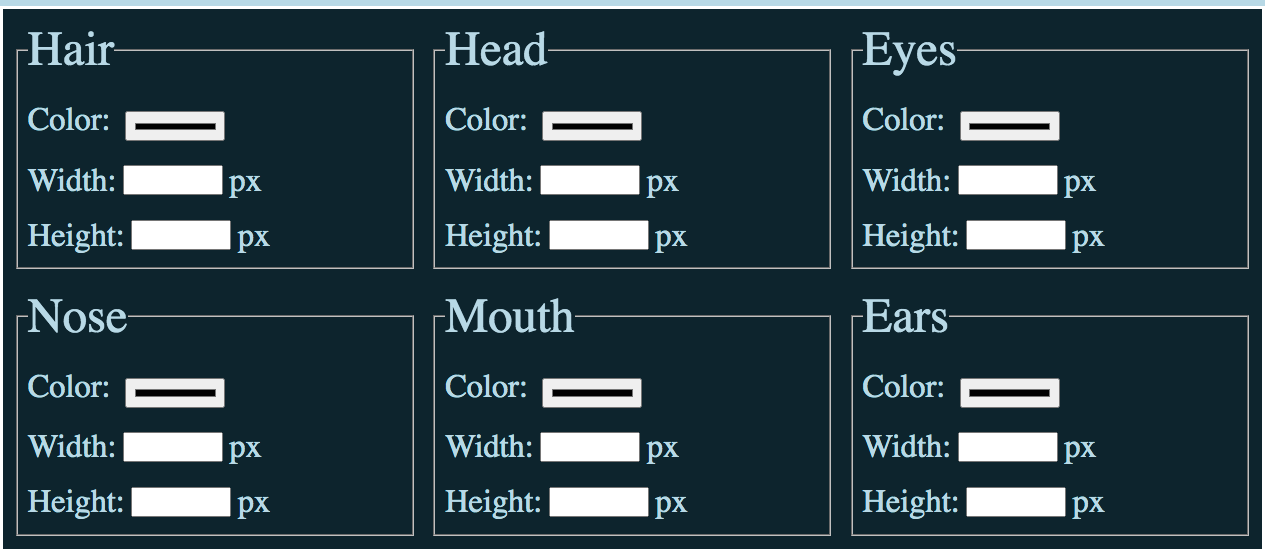 Hair Head Eyes
Color: Color: Color:
Width: px Width: px Width: px
Height: px Height: px Height: px
Nose Mouth Ears
Color: Color: Color:
Width: px Width: px Width: px
Height: px Height: px Height: px